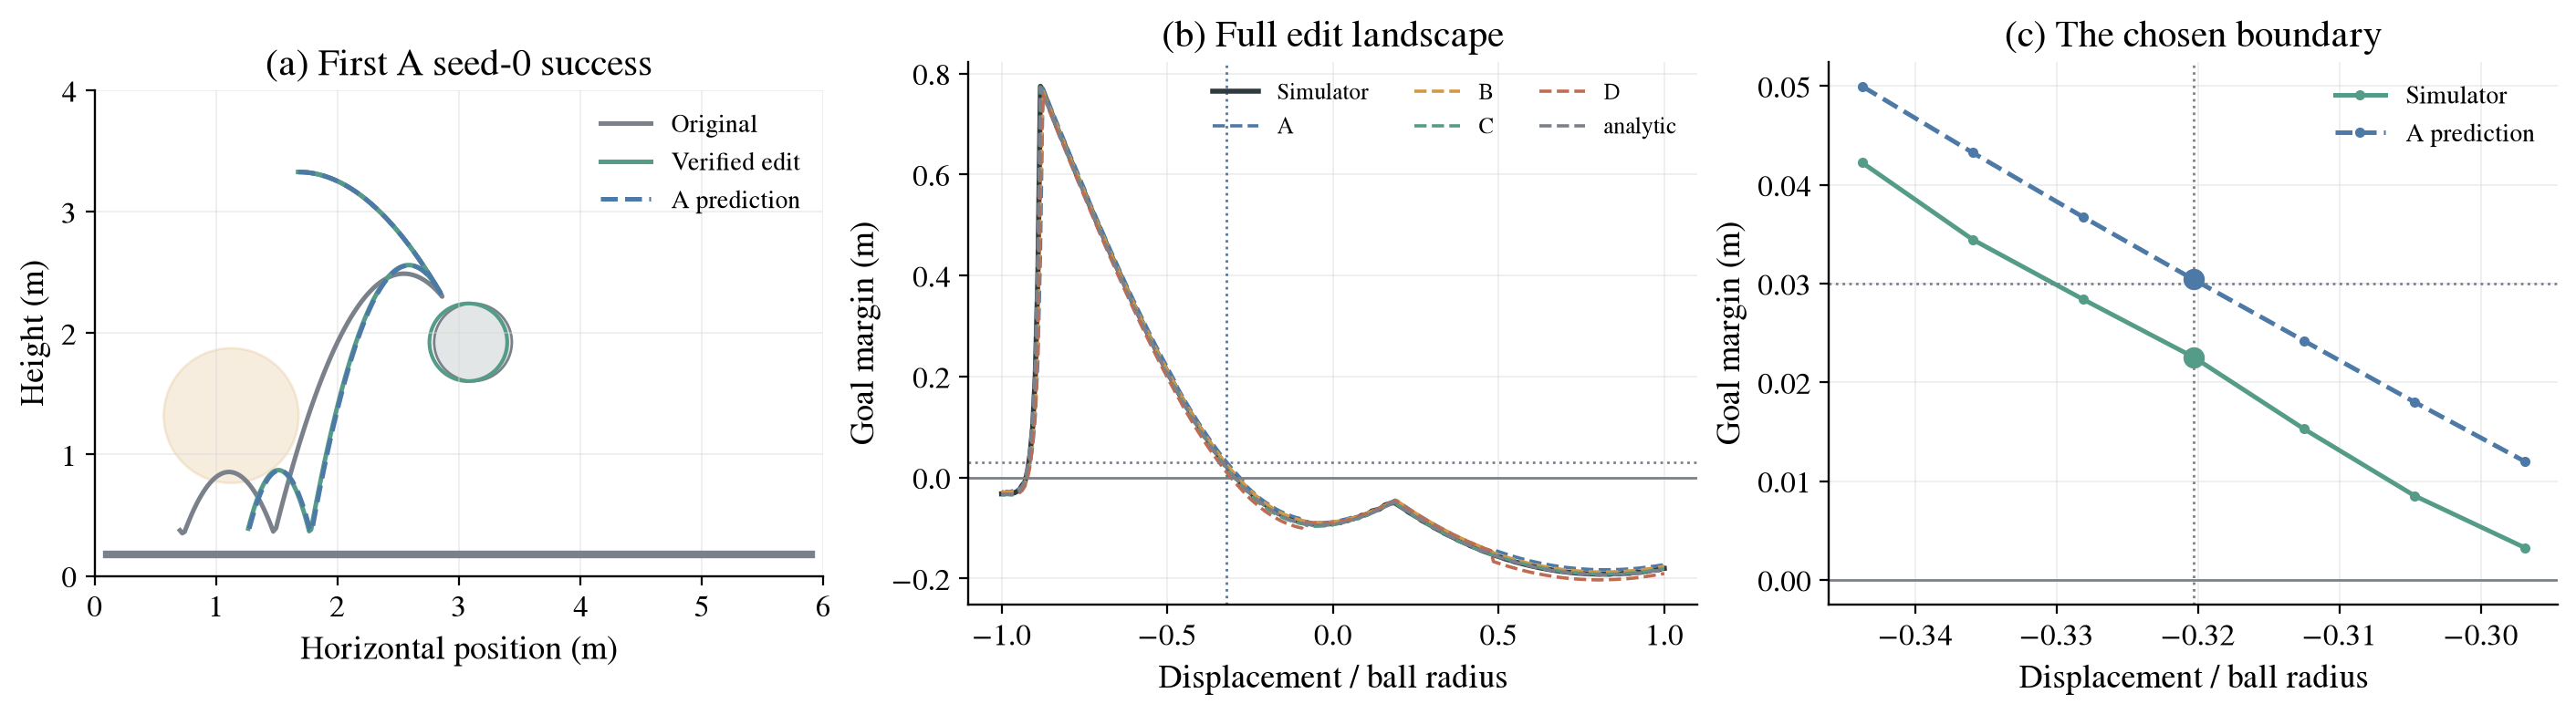 (a) First A seed-0 success
Original
Verified edit
A prediction
4
3
2
1
0
0 1 2 3 4 5 6
Height (m)
Horizontal position (m)
(b) Full edit landscape
Simulator
A
B
C
D
analytic
0.8
0.6
0.4
0.2
0.0
−0.2
−1.0 −0.5 0.0 0.5 1.0
Goal margin (m)
Displacement / ball radius
(c) The chosen boundary
Simulator
A prediction
0.05
0.04
0.03
0.02
0.01
0.00
−0.34 −0.33 −0.32 −0.31 −0.30
Goal margin (m)
Displacement / ball radius